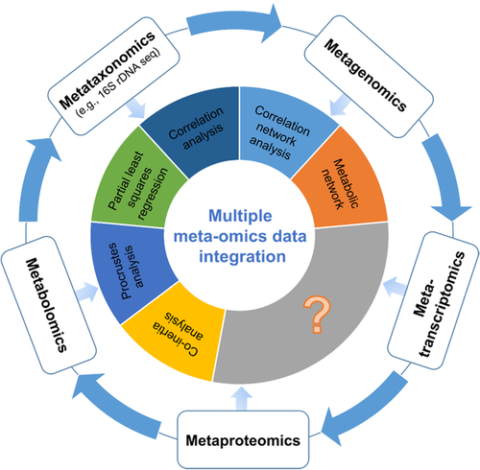 Metataxonomics
(e.g., 16S rDNA seq)
Metagenomics
Meta-
transcriptomics
Metaproteomics
Metabolomics
Correlation
analysis
Correlation
network
analysis
Metabolic
network
?
Co-inertia
analysis
Procrustes
analysis
Partial least
squares
regression
Multiple
meta-omics data
integration